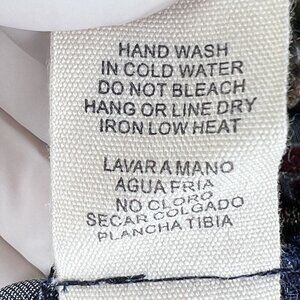 HAND WASH
IN COLD WATER
DO NOT BLEACH
HANG OR LINE DRY
IRON LOW HEAT
LAVAR A MANO
AGUA FRIA
NO CLORO
SECAR COLGADO
PLANCHA TIBIA